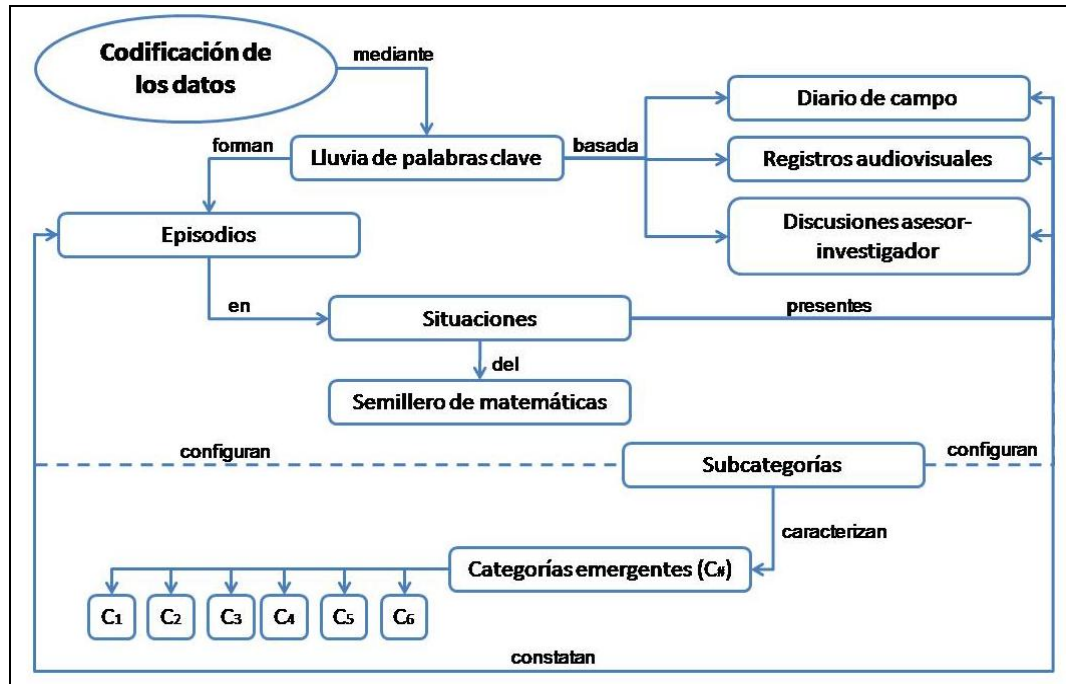 Codificación de
los datos
mediante
forman
Lluvia de palabras clave
basada
Diario de campo
Registros audiovisuales
Discusiones asesor-
investigador
Episodios
en
Situaciones
presentes
del
Semillero de matemáticas
configuran
Subcategorías
configuran
caracterizan
Categorías emergentes (C#)
C1 C2 C3 C4 C5 C6
constatan